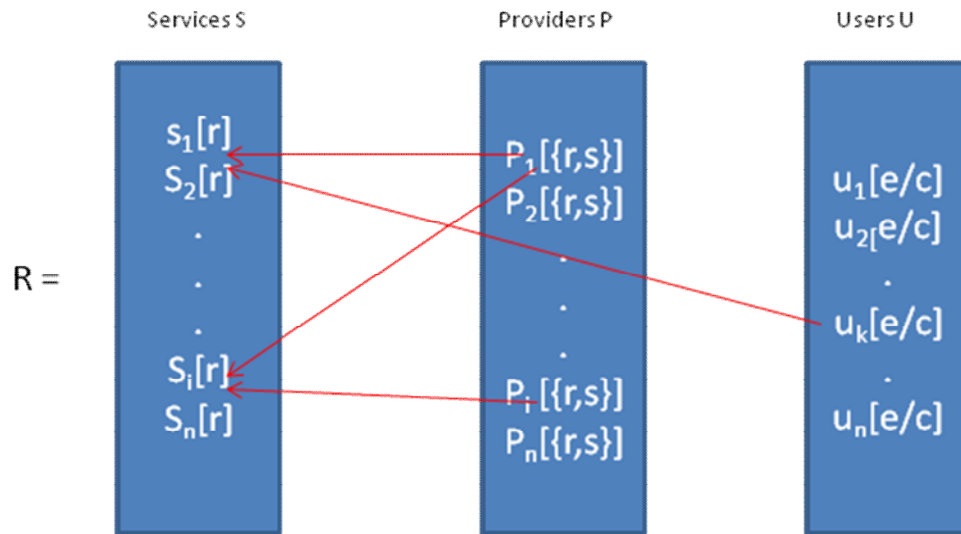 Services S
Providers P
Users U
R =
s₁[r]
S₂[r]
.
.
.
Sᵢ[r]
Sₙ[r]
P₁[{r,s}]
P₂[{r,s}]
.
.
.
Pᵢ[{r,s}]
Pₙ[{r,s}]
u₁[e/c]
u₂[e/c]
.
uₖ[e/c]
.
uₙ[e/c]